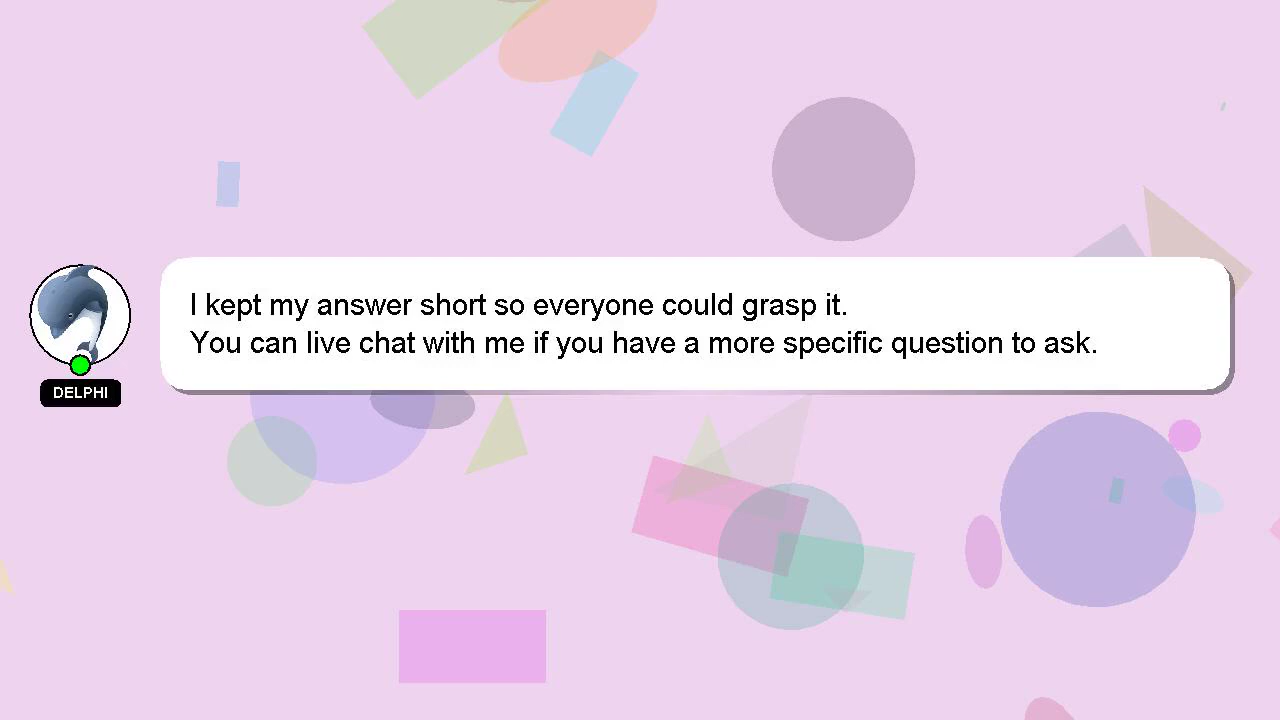 I kept my answer short so everyone could grasp it.
You can live chat with me if you have a more specific question to ask.
DELPHI